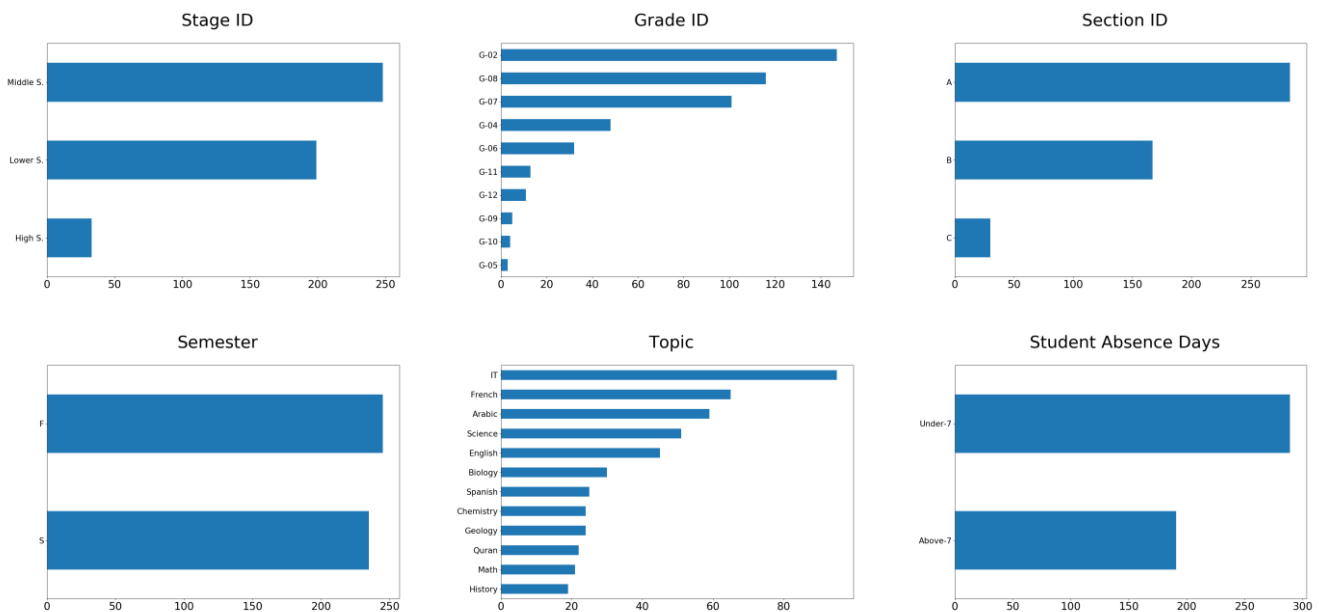 Stage ID
Middle S.
Lower S.
High S.
0 50 100 150 200 250
Grade ID
G-02
G-08
G-07
G-04
G-06
G-11
G-12
G-09
G-10
G-05
0 20 40 60 80 100 120 140
Section ID
A
B
C
0 50 100 150 200 250
Semester
F
S
0 50 100 150 200 250
Topic
IT
French
Arabic
Science
English
Biology
Spanish
Chemistry
Geology
Quran
Math
History
0 20 40 60 80
Student Absence Days
Under-7
Above-7
0 50 100 150 200 250 300